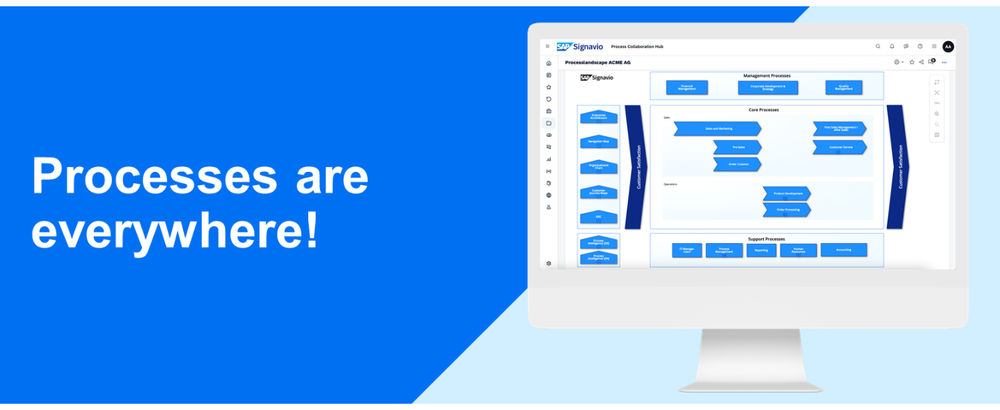 Processes are
everywhere!
SAP Signavio Process Collaboration Hub
AA
Processlandscape ACME AG
SAP Signavio
Management Processes
Financial
Management
Corporate Development &
Strategy
Quality
Management
Enterprise
Architecture
Navigation Map
Organizational
Chart
Customer
Journey Maps
GRC
Customer Satisfaction
Core Processes
Sales
Sales and Marketing
Post Sales Management /
After Sales
Pre-Sales
Customer Service
Order Creation
Operations
Product Development
Order Processing
Customer Satisfaction
Process
Intelligence (SE)
Process
Support Processes
IT-Manage-
ment
Process
Management
Reporting
Human
Resources
Accounting